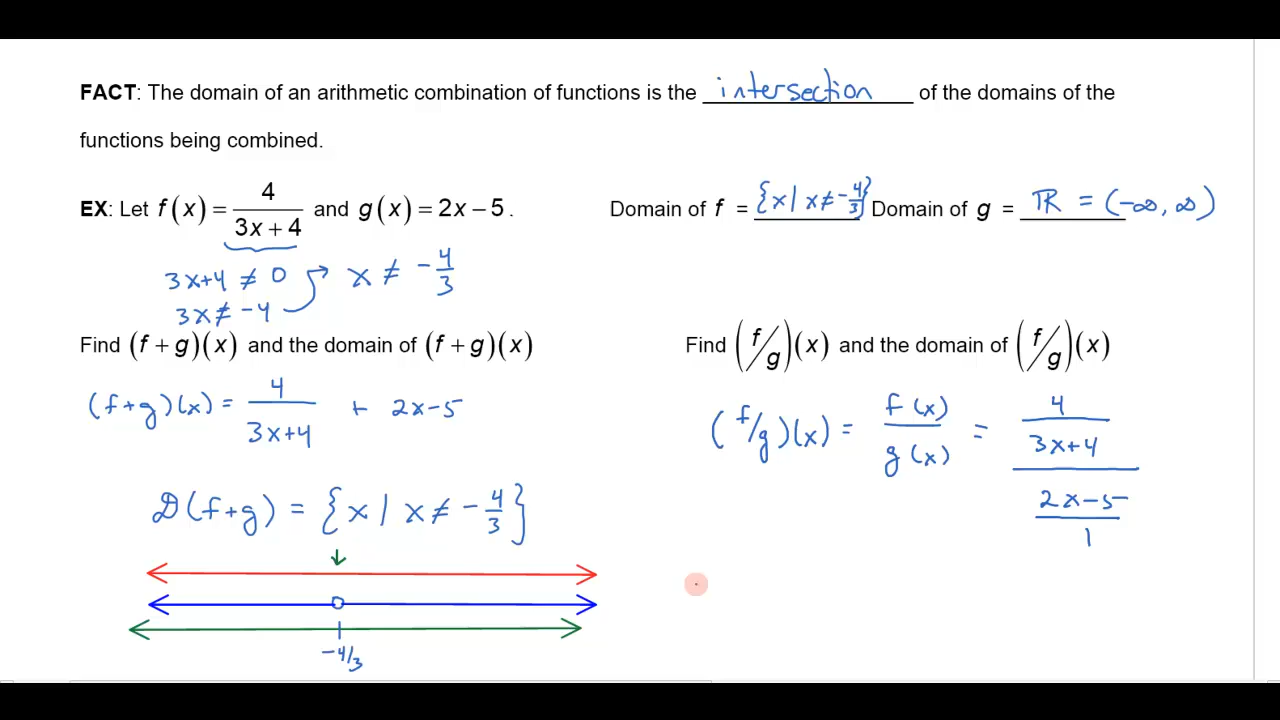 FACT: The domain of an arithmetic combination of functions is the intersection of the domains of the
functions being combined.
EX: Let f(x) = 4/(3x + 4) and g(x) = 2x − 5. Domain of f = {x | x ≠ −4/3} Domain of g = ℝ = (−∞, ∞)
3x+4 ≠ 0 x ≠ −4/3
3x ≠ −4
Find (f + g)(x) and the domain of (f + g)(x)
(f+g)(x) = 4/(3x+4) + 2x−5
D(f+g) = {x | x ≠ −4/3}
−4/3
Find (f/g)(x) and the domain of (f/g)(x)
(f/g)(x) = f(x)/g(x) = (4/(3x+4))/((2x−5)/1)